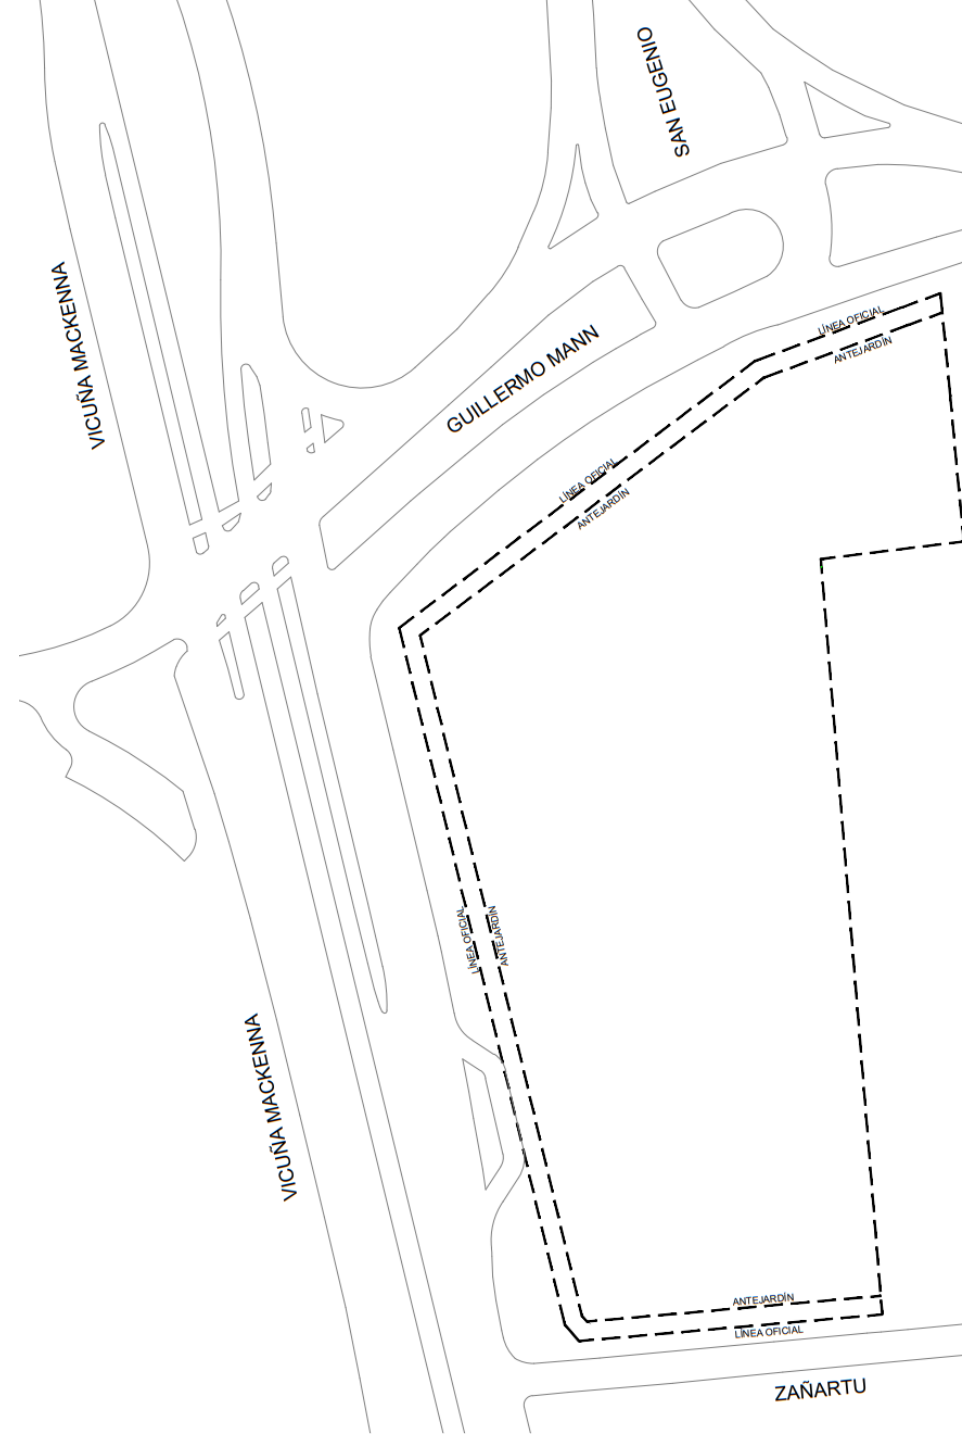 SAN EUGENIO
VICUÑA MACKENNA
GUILLERMO MANN
LÍNEA OFICIAL
ANTEJARDÍN
LÍNEA OFICIAL
ANTEJARDÍN
LÍNEA OFICIAL
ANTEJARDÍN
VICUÑA MACKENNA
ANTEJARDÍN
LÍNEA OFICIAL
ZAÑARTU